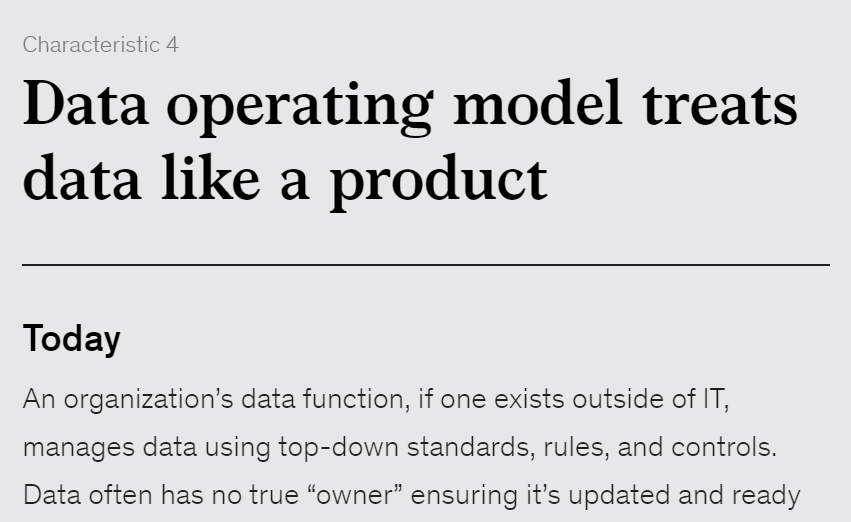 Characteristic 4
Data operating model treats
data like a product
Today
An organization’s data function, if one exists outside of IT,
manages data using top-down standards, rules, and controls.
Data often has no true “owner” ensuring it’s updated and ready